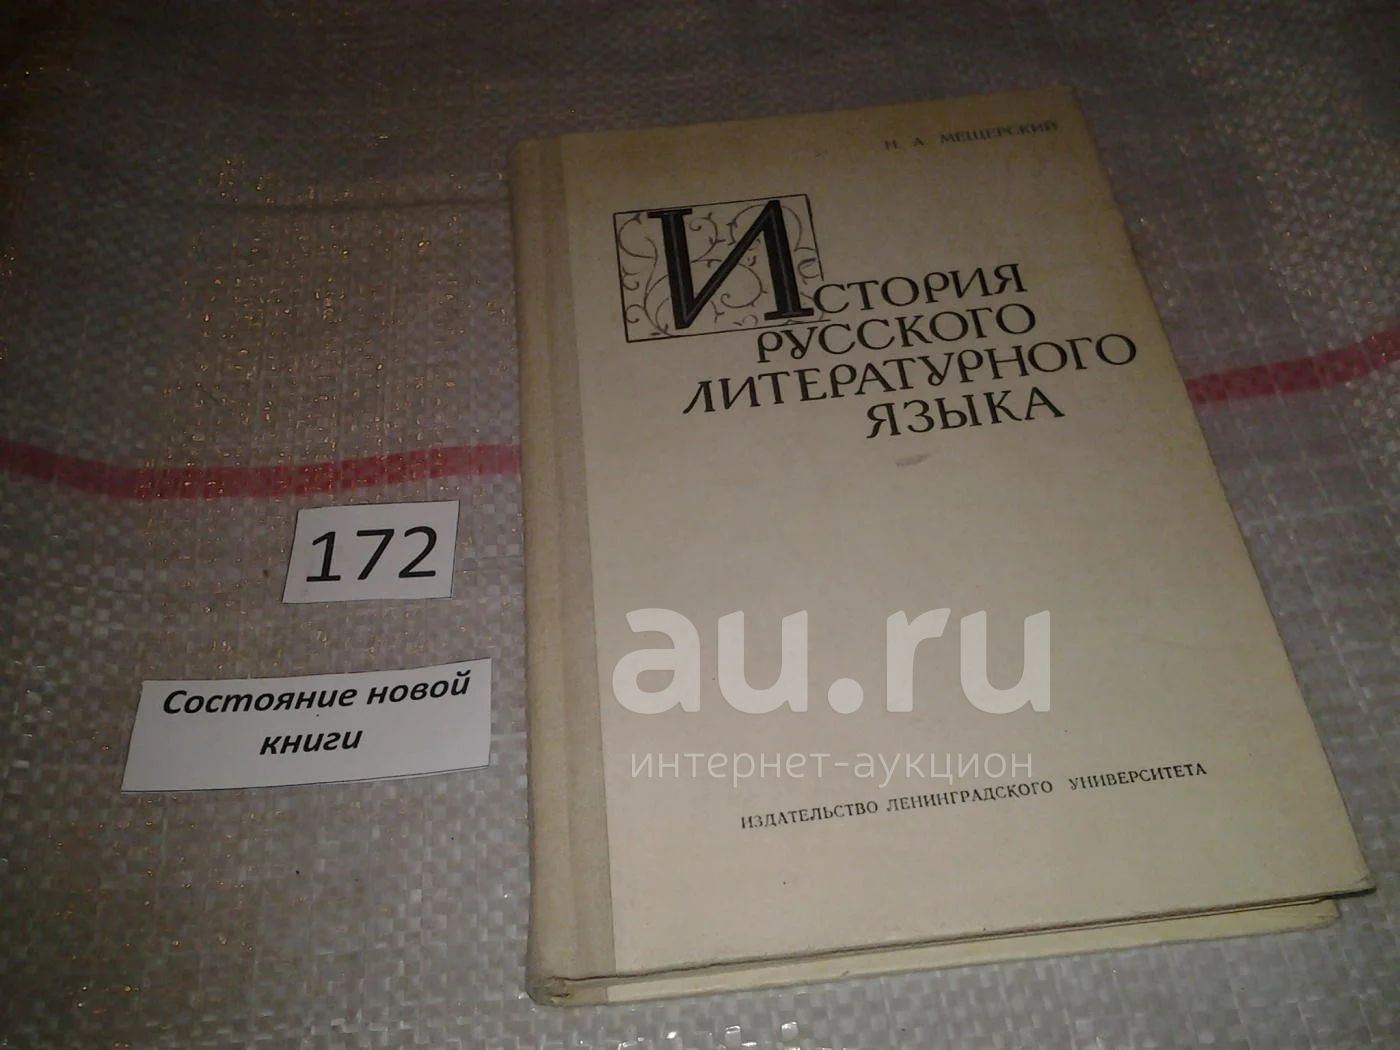 Н. А. МЕЩЕРСКИЙ
ИСТОРИЯ
РУССКОГО
ЛИТЕРАТУРНОГО
ЯЗЫКА
172
Состояние новой
книги
au.ru
интернет-аукцион
ИЗДАТЕЛЬСТВО ЛЕНИНГРАДСКОГО УНИВЕРСИТЕТА